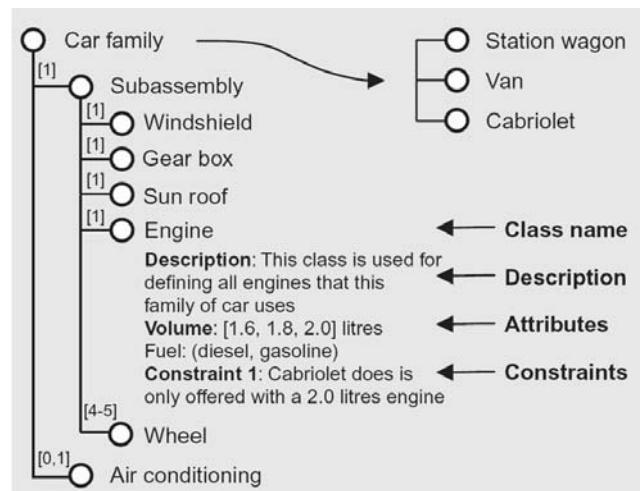 Car family
[1]
Subassembly
[1]
Windshield
[1]
Gear box
[1]
Sun roof
[1]
Engine
Description: This class is used for
defining all engines that this
family of car uses
Volume: [1.6, 1.8, 2.0] litres
Fuel: (diesel, gasoline)
Constraint 1: Cabriolet does is
only offered with a 2.0 litres engine
[4-5]
Wheel
[0,1]
Air conditioning
Station wagon
Van
Cabriolet
Class name
Description
Attributes
Constraints